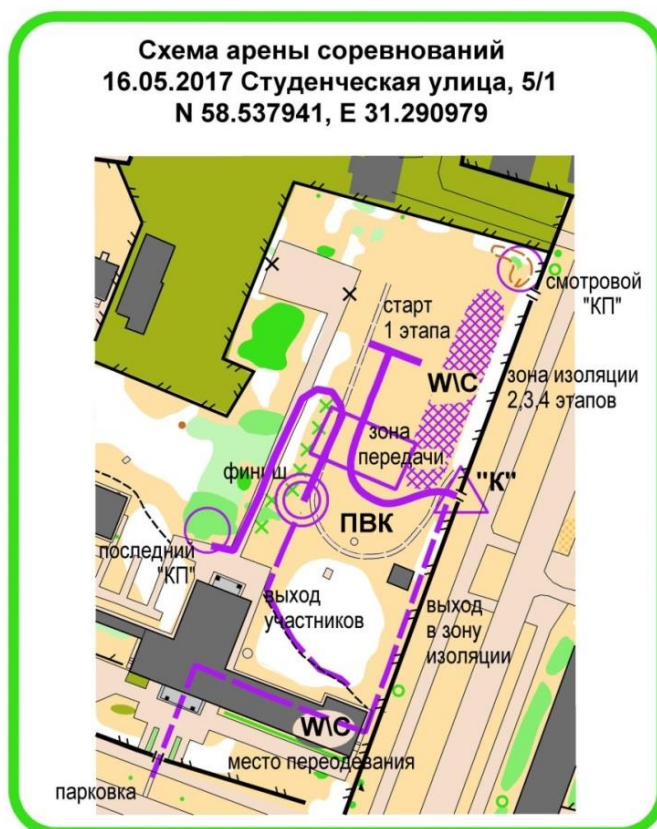 Схема арены соревнований
16.05.2017 Студенческая улица, 5/1
N 58.537941, E 31.290979
смотровой
"КП"
старт
1 этапа
W\C
зона изоляции
2,3,4 этапов
зона
передачи
финиш
"К"
ПВК
последний
"КП"
выход
участников
выход
в зону
изоляции
W\C
место переодевания
парковка